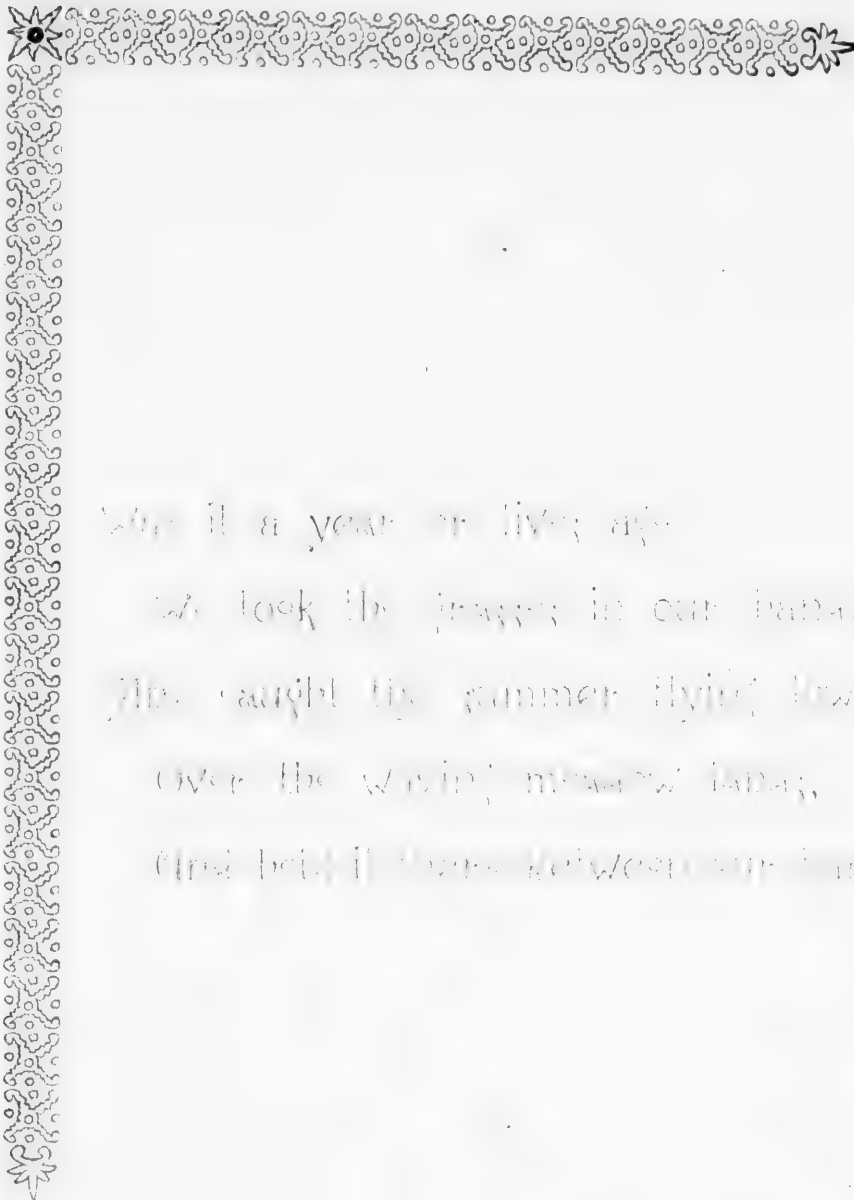 Was it a year or lives ago
We took the grasses in our hands,
And caught the summer flying low
Over the waving meadow lands,
And held it there between our